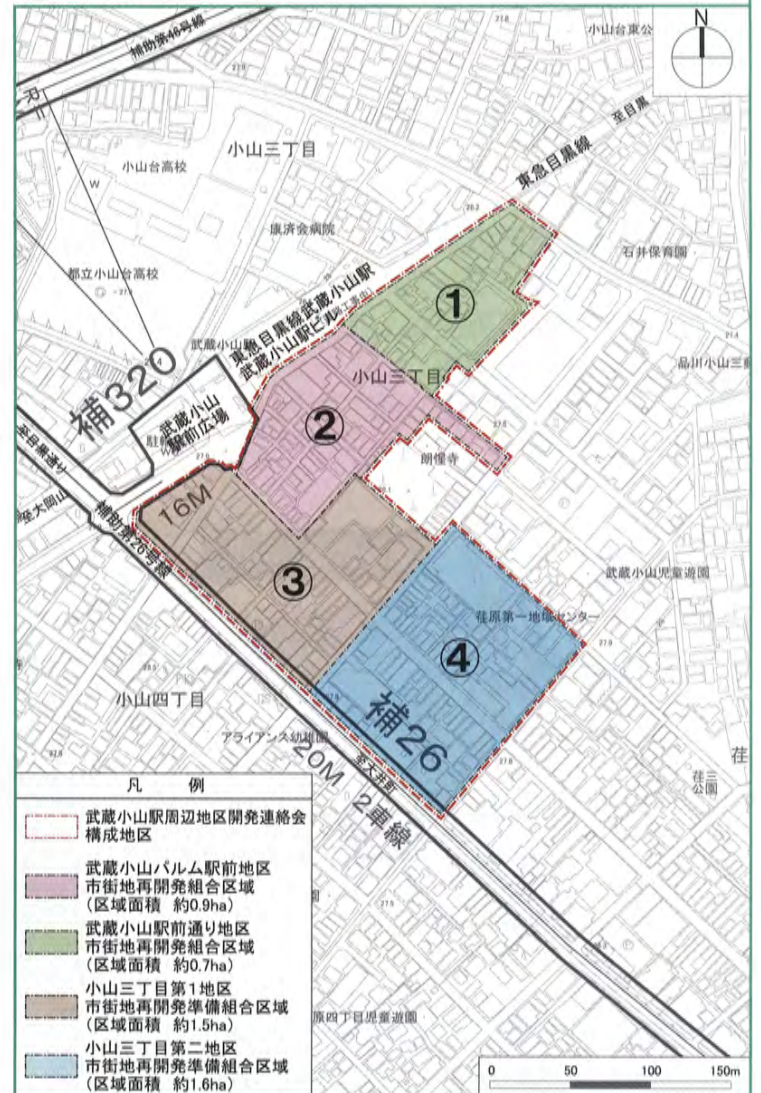 補助第46号線
小山台東公
N
小山三丁目
小山台高校
W
東急目黒線
至目黒
康済会病院
石井保育園
都立小山台高校
①
東急目黒線武蔵小山駅
武蔵小山駅ビル
補320
小山三丁目
②
武蔵小山
駅前広場
朗惺寺
至目黒通り
至大岡山
16M
補助第26号線
③
武蔵小山児童遊園
荏原第一地域センター
④
小山四丁目
補26
アライアンス幼稚園
20M 2車線
至大井町
荏三
公園
凡 例
武蔵小山駅周辺地区開発連絡会
構成地区
武蔵小山パルム駅前地区
市街地再開発組合区域
(区域面積 約0.9ha)
武蔵小山駅前通り地区
市街地再開発組合区域
(区域面積 約0.7ha)
小山三丁目第1地区
市街地再開発準備組合区域
(区域面積 約1.5ha)
小山三丁目第二地区
市街地再開発準備組合区域
(区域面積 約1.6ha)
原四丁目児童遊園
0 50 100 150m